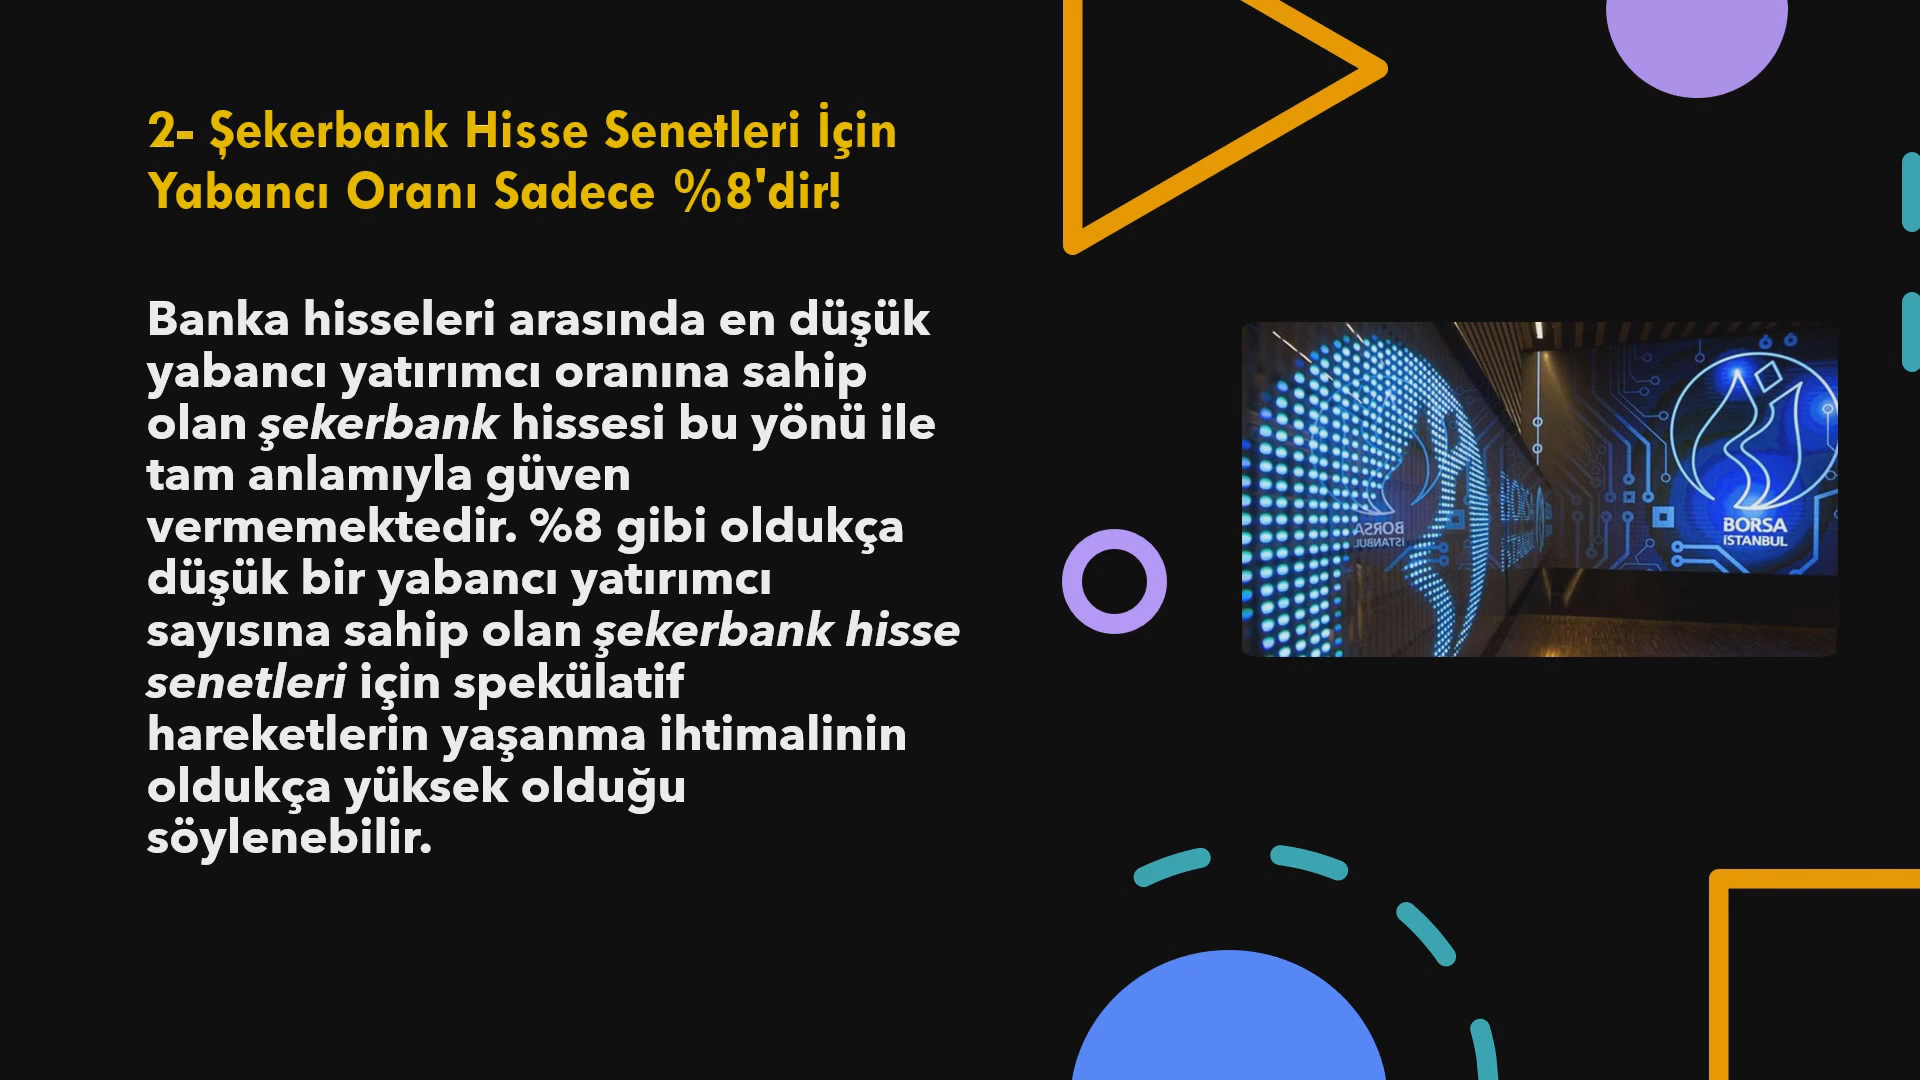 2- Şekerbank Hisse Senetleri İçin
Yabancı Oranı Sadece %8'dir!
Banka hisseleri arasında en düşük
yabancı yatırımcı oranına sahip
olan şekerbank hissesi bu yönü ile
tam anlamıyla güven
vermemektedir. %8 gibi oldukça
düşük bir yabancı yatırımcı
sayısına sahip olan şekerbank hisse
senetleri için spekülatif
hareketlerin yaşanma ihtimalinin
oldukça yüksek olduğu
söylenebilir.
BORSA
İSTANBUL
BORSA
İSTANBUL